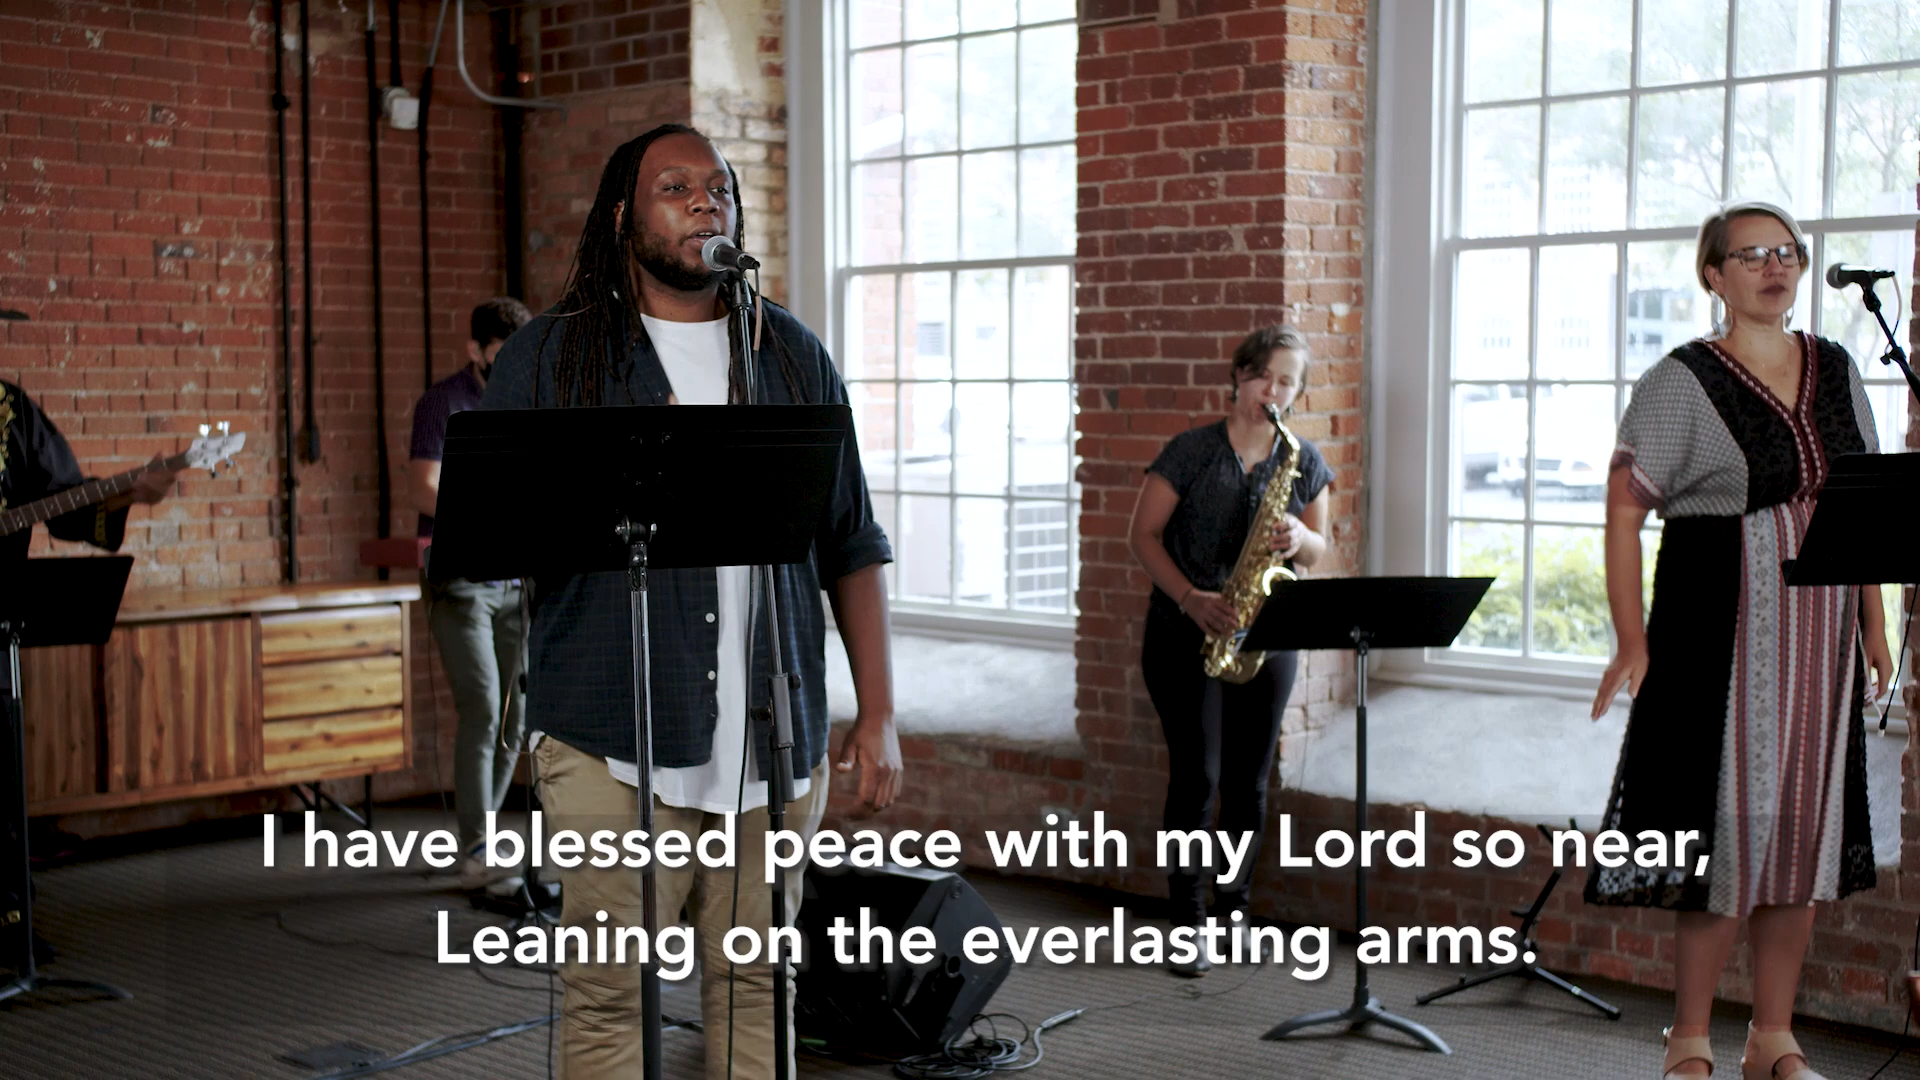 I have blessed peace with my Lord so near,
Leaning on the everlasting arms.